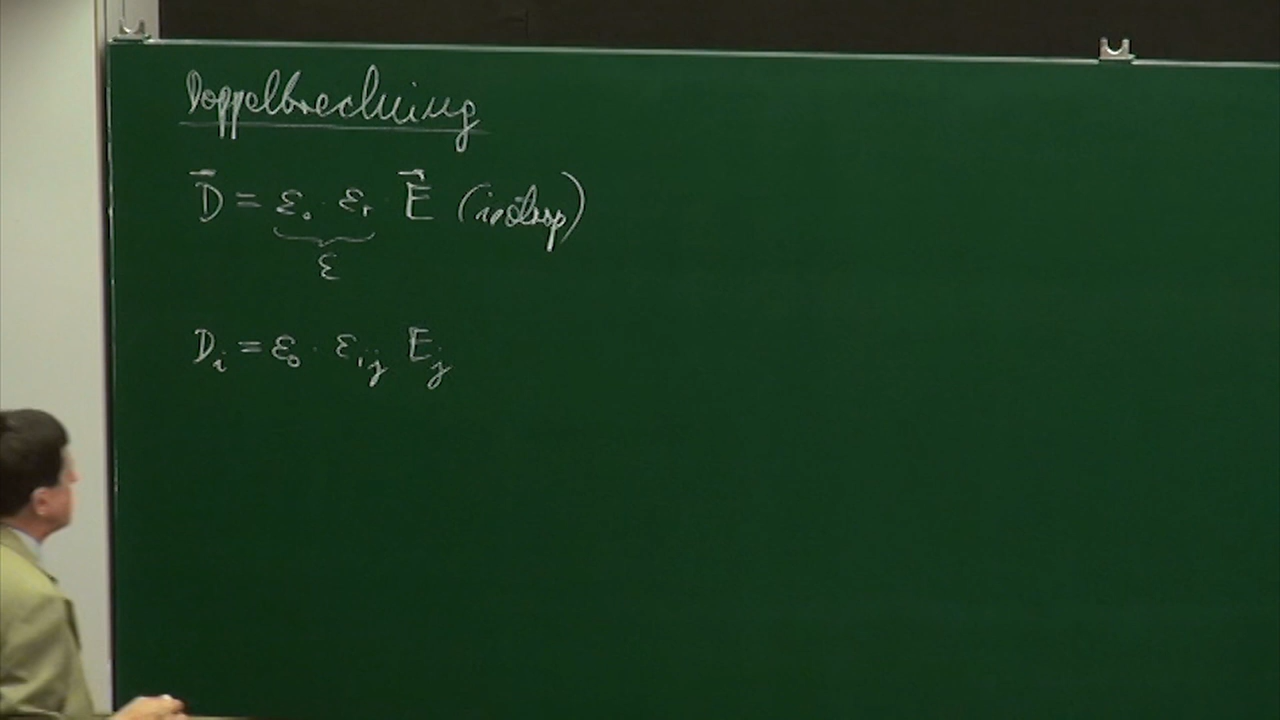 Doppelbrechung
D⃗ = ε₀ · εᵣ E⃗ (isotrop)
ε
Dᵢ = ε₀ · εᵢⱼ Eⱼ